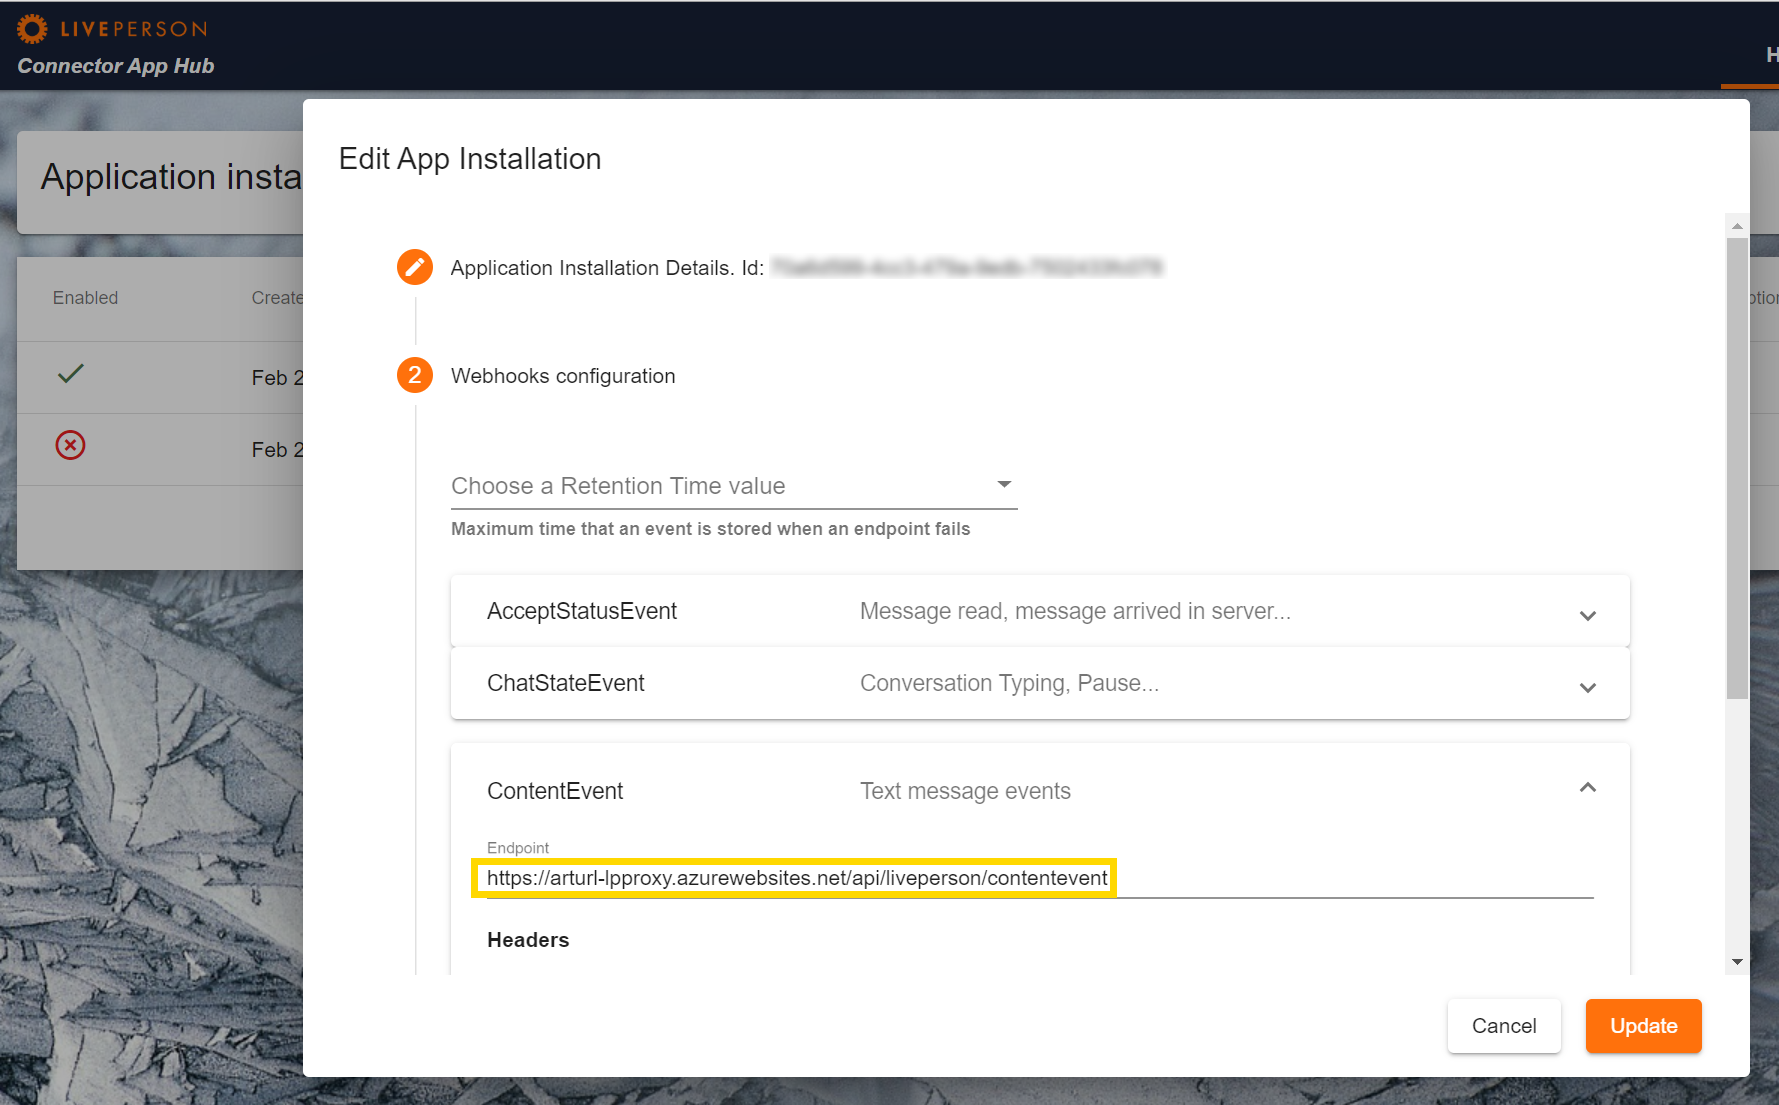 LIVEPERSON
Connector App Hub
H
Application insta
Enabled
Create
Feb 2
Feb 2
ption
Edit App Installation
Application Installation Details. Id:
2
Webhooks configuration
Choose a Retention Time value
Maximum time that an event is stored when an endpoint fails
AcceptStatusEvent
Message read, message arrived in server...
ChatStateEvent
Conversation Typing, Pause...
ContentEvent
Text message events
Endpoint
https://arturl-lpproxy.azurewebsites.net/api/liveperson/contentevent
Headers
Cancel
Update